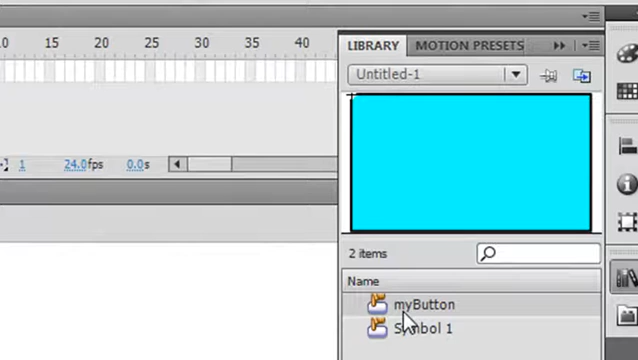 10 15 20 25 30 35 40
LIBRARY MOTION PRESETS
Untitled-1
1 24.0fps 0.0s
2 items
Name
myButton
Symbol 1